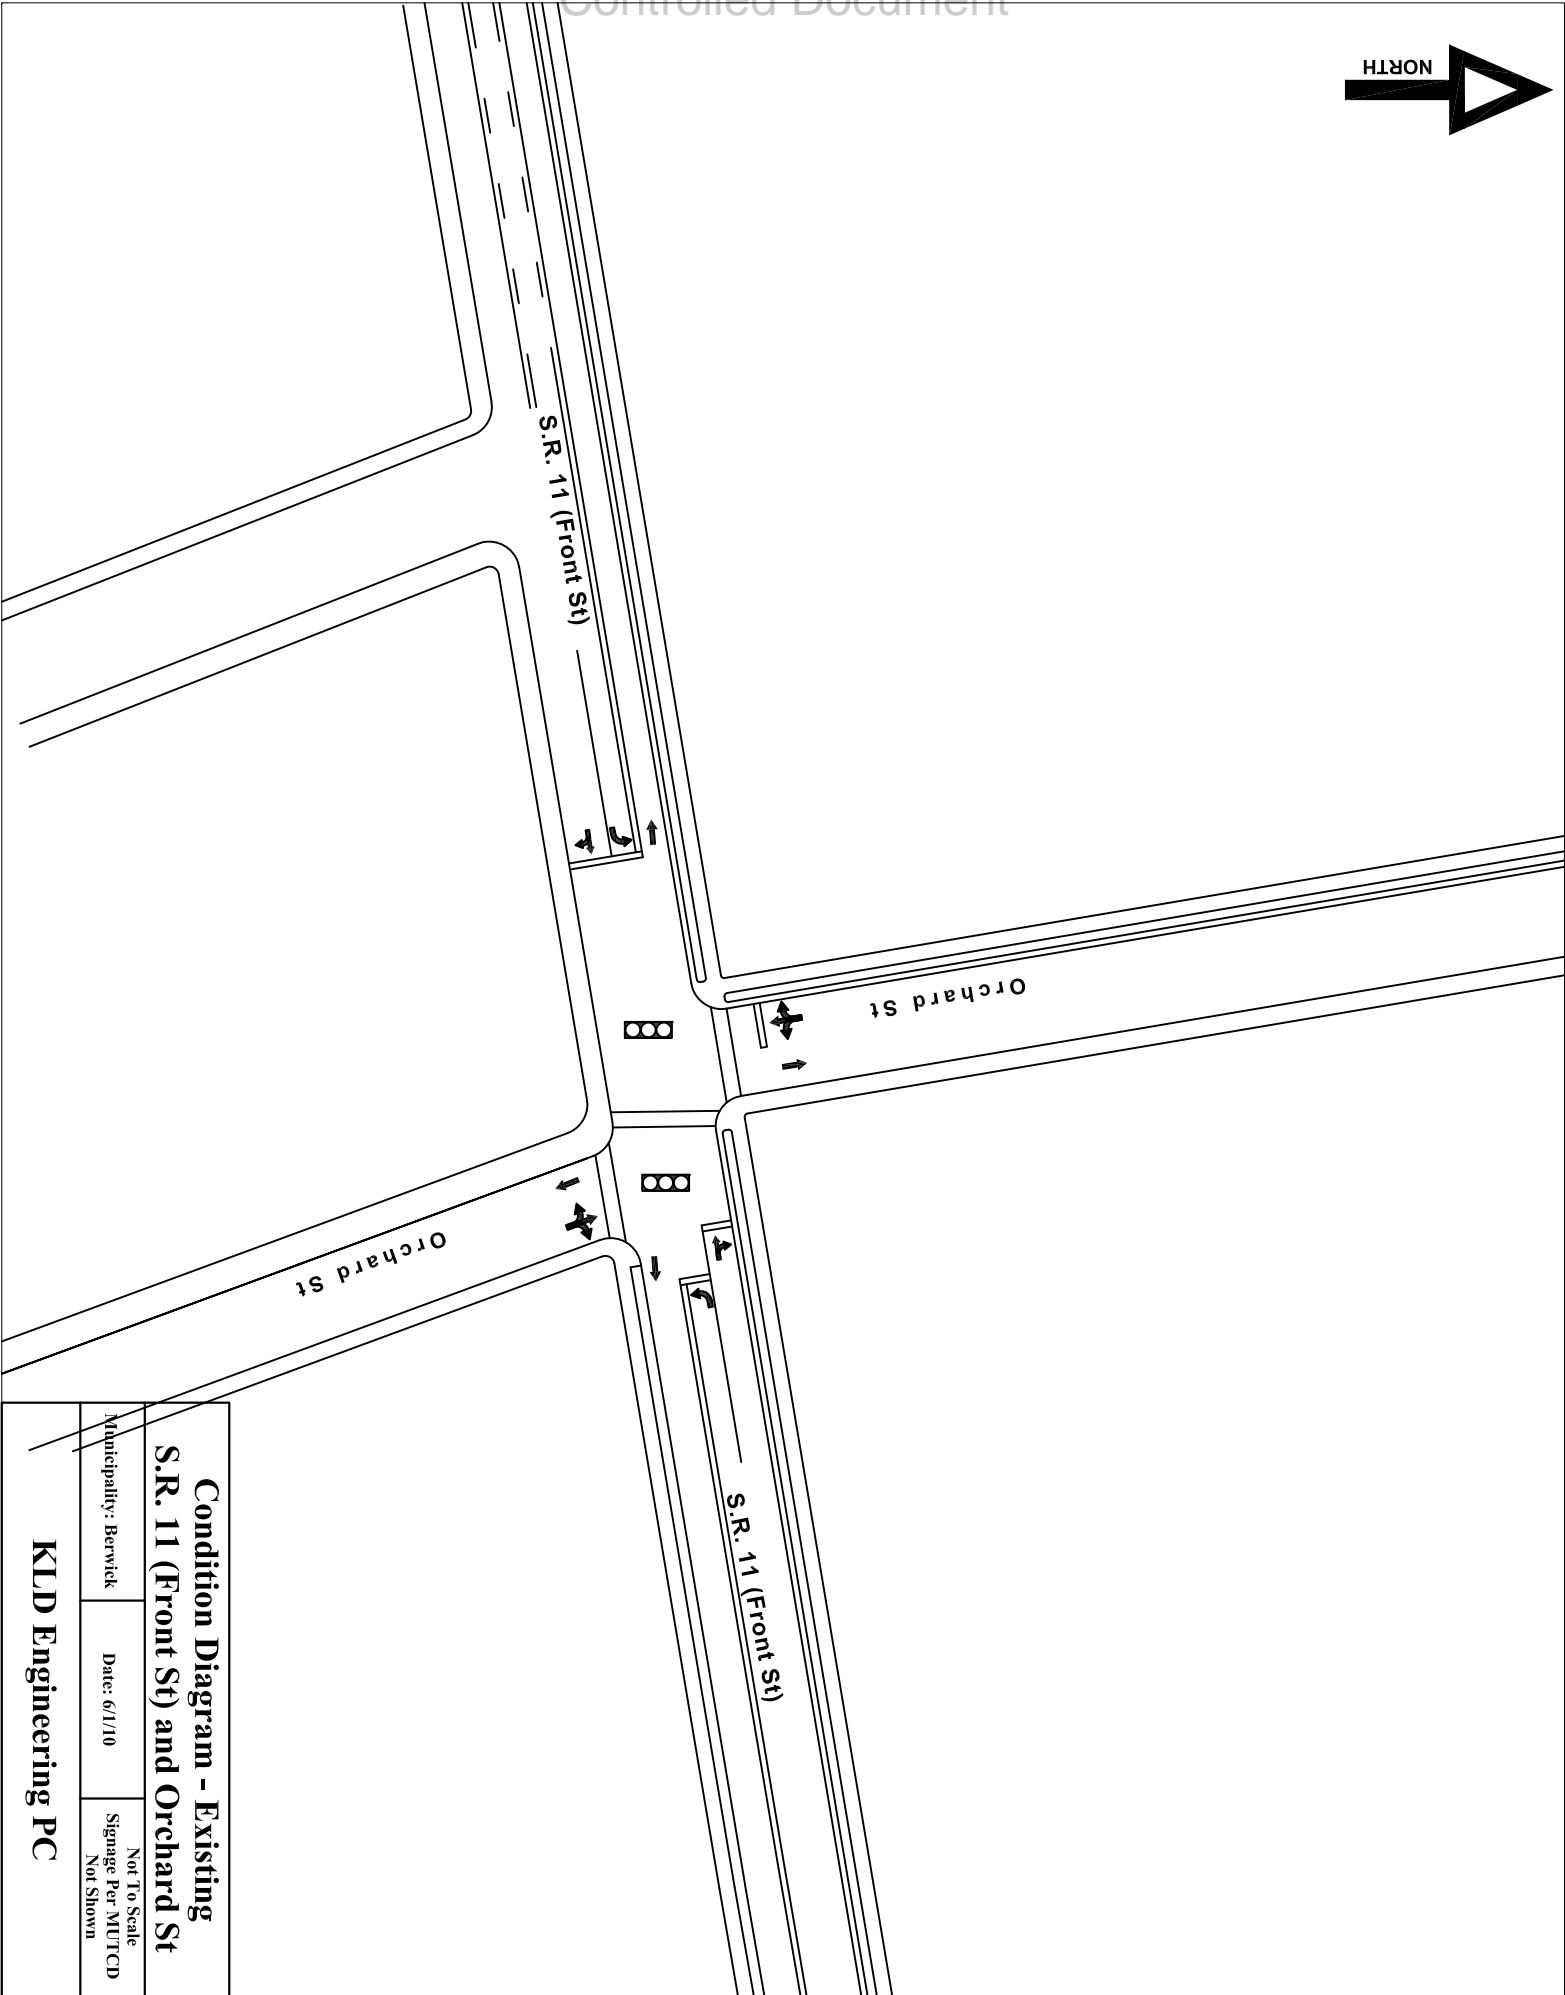 Controlled Document
NORTH
S.R. 11 (Front St)
Orchard St
Orchard St
S.R. 11 (Front St)
Condition Diagram - Existing
S.R. 11 (Front St) and Orchard St
Municipality: Berwick
Date: 6/1/10
Not To Scale
Signage Per MUTCD
Not Shown
KLD Engineering PC